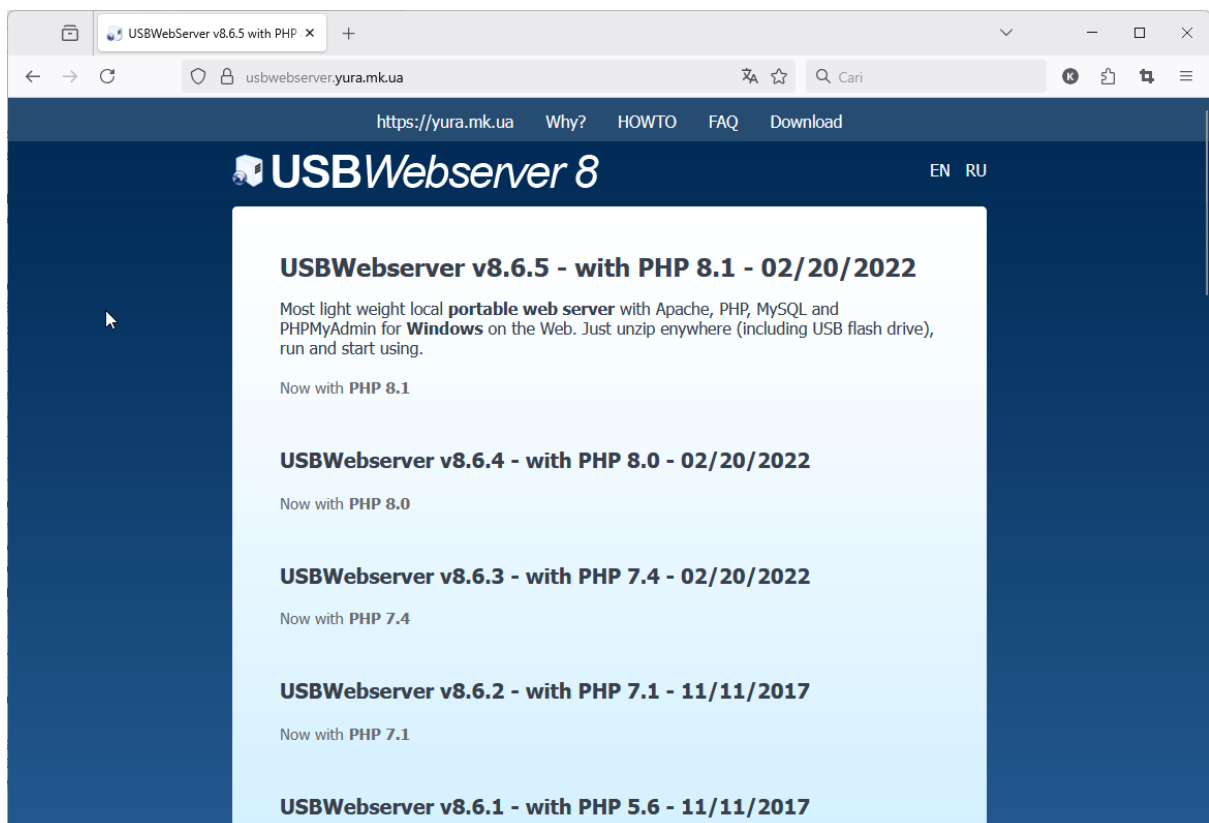 USBWebServer v8.6.5 with PHP
usbwebserver.yura.mk.ua
Cari
K
https://yura.mk.ua Why? HOWTO FAQ Download
USBWebserver 8
EN RU
USBWebserver v8.6.5 - with PHP 8.1 - 02/20/2022
Most light weight local portable web server with Apache, PHP, MySQL and
PHPMyAdmin for Windows on the Web. Just unzip enywhere (including USB flash drive),
run and start using.
Now with PHP 8.1
USBWebserver v8.6.4 - with PHP 8.0 - 02/20/2022
Now with PHP 8.0
USBWebserver v8.6.3 - with PHP 7.4 - 02/20/2022
Now with PHP 7.4
USBWebserver v8.6.2 - with PHP 7.1 - 11/11/2017
Now with PHP 7.1
USBWebserver v8.6.1 - with PHP 5.6 - 11/11/2017